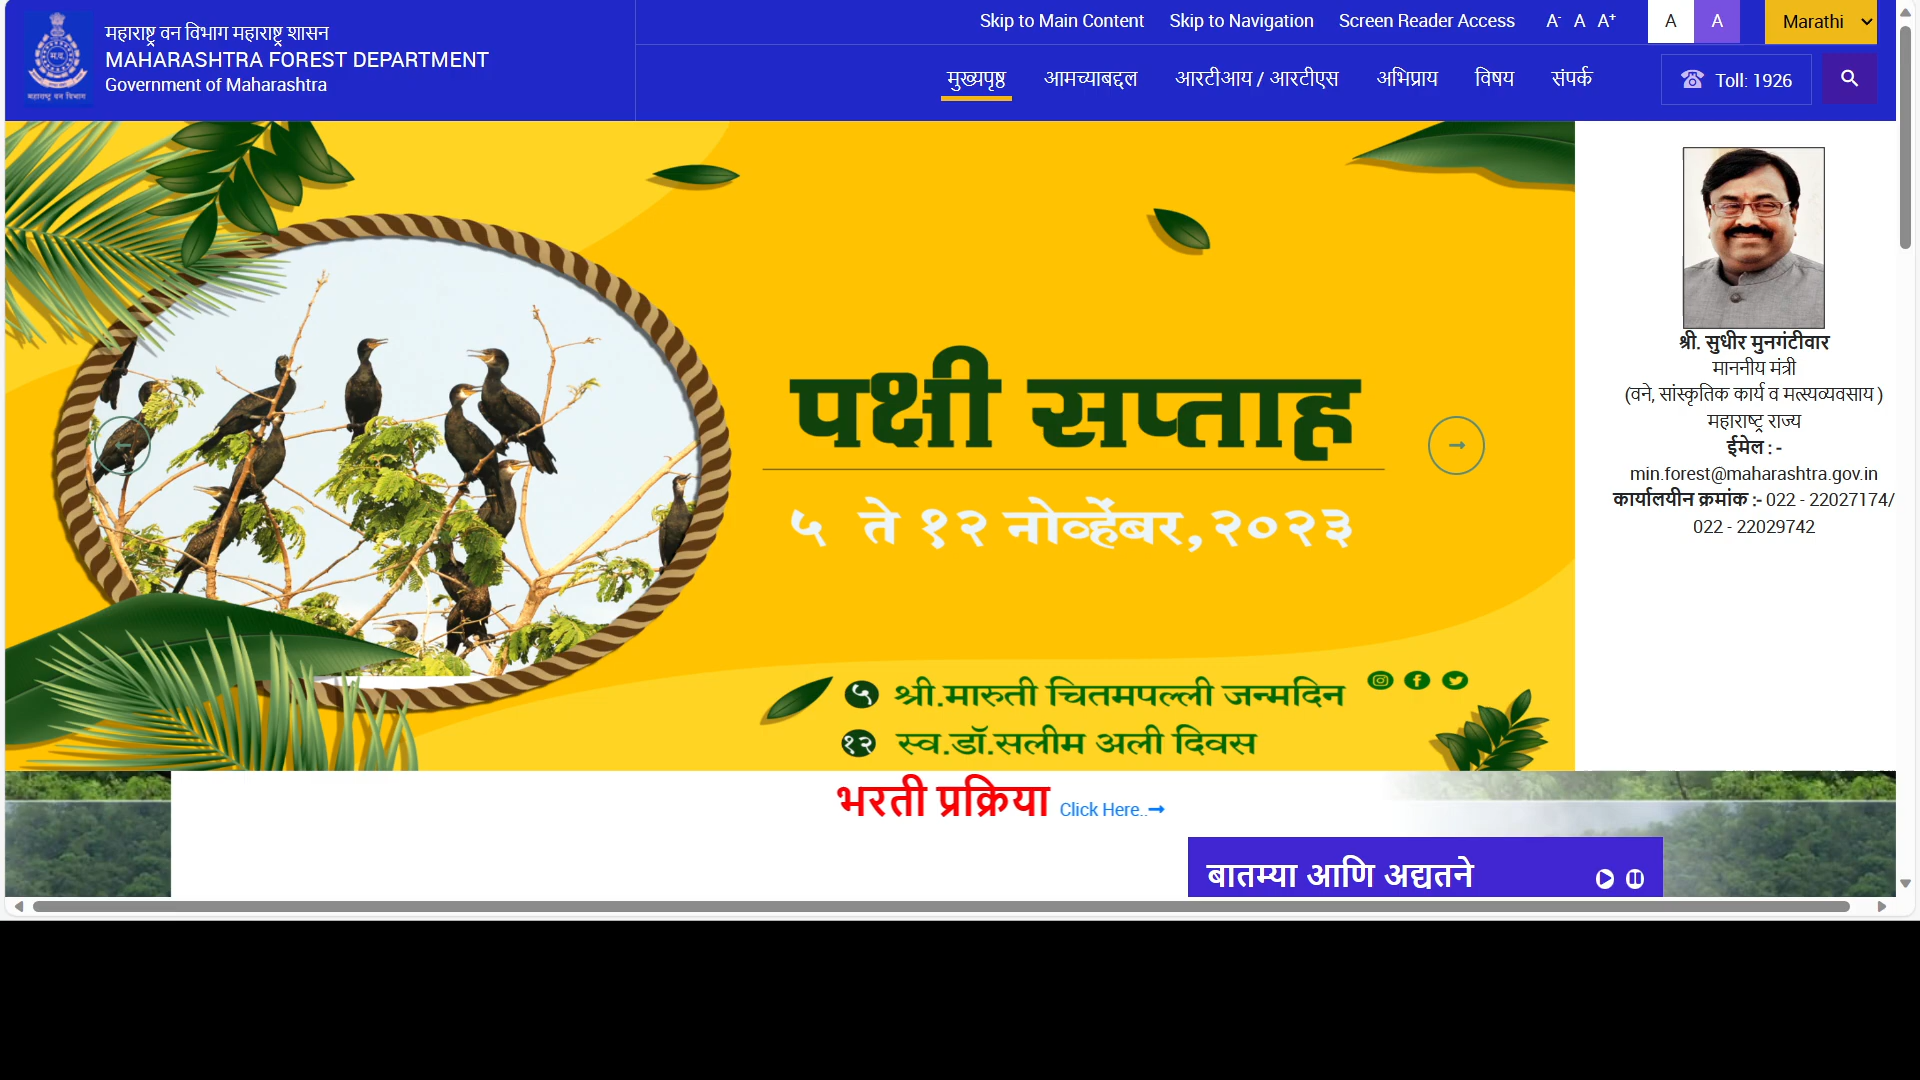 महाराष्ट्र वन विभाग महाराष्ट्र शासन
MAHARASHTRA FOREST DEPARTMENT
Government of Maharashtra
महाराष्ट्र वन विभाग
Skip to Main Content Skip to Navigation Screen Reader Access A- A A+ A A Marathi
मुख्यपृष्ठ आमच्याबद्दल आरटीआय / आरटीएस अभिप्राय विषय संपर्क Toll: 1926
पक्षी सप्ताह
५ ते १२ नोव्हेंबर,२०२३
५ श्री.मारुती चितमपल्ली जन्मदिन
१२ स्व.डॉ.सलीम अली दिवस
श्री. सुधीर मुनगंटीवार
माननीय मंत्री
(वने, सांस्कृतिक कार्य व मत्स्यव्यवसाय )
महाराष्ट्र राज्य
ईमेल : -
min.forest@maharashtra.gov.in
कार्यालयीन क्रमांक :- 022 - 22027174/
022 - 22029742
भरती प्रक्रिया Click Here..
बातम्या आणि अद्यतने